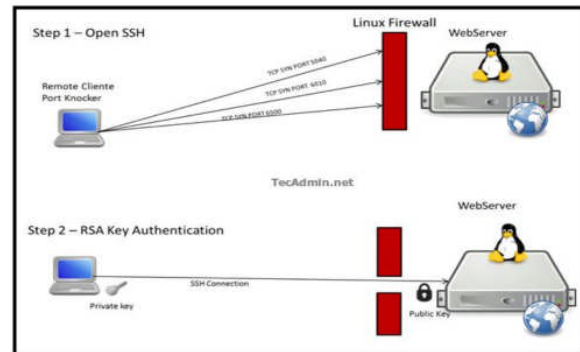 Step 1 – Open SSH
Linux Firewall
WebServer
Remote Cliente
Port Knocker
TCP SYN PORT 5040
TCP SYN PORT 6010
TCP SYN PORT 6500
TecAdmin.net
WebServer
Step 2 – RSA Key Authentication
SSH Connection
Private key
Public Key